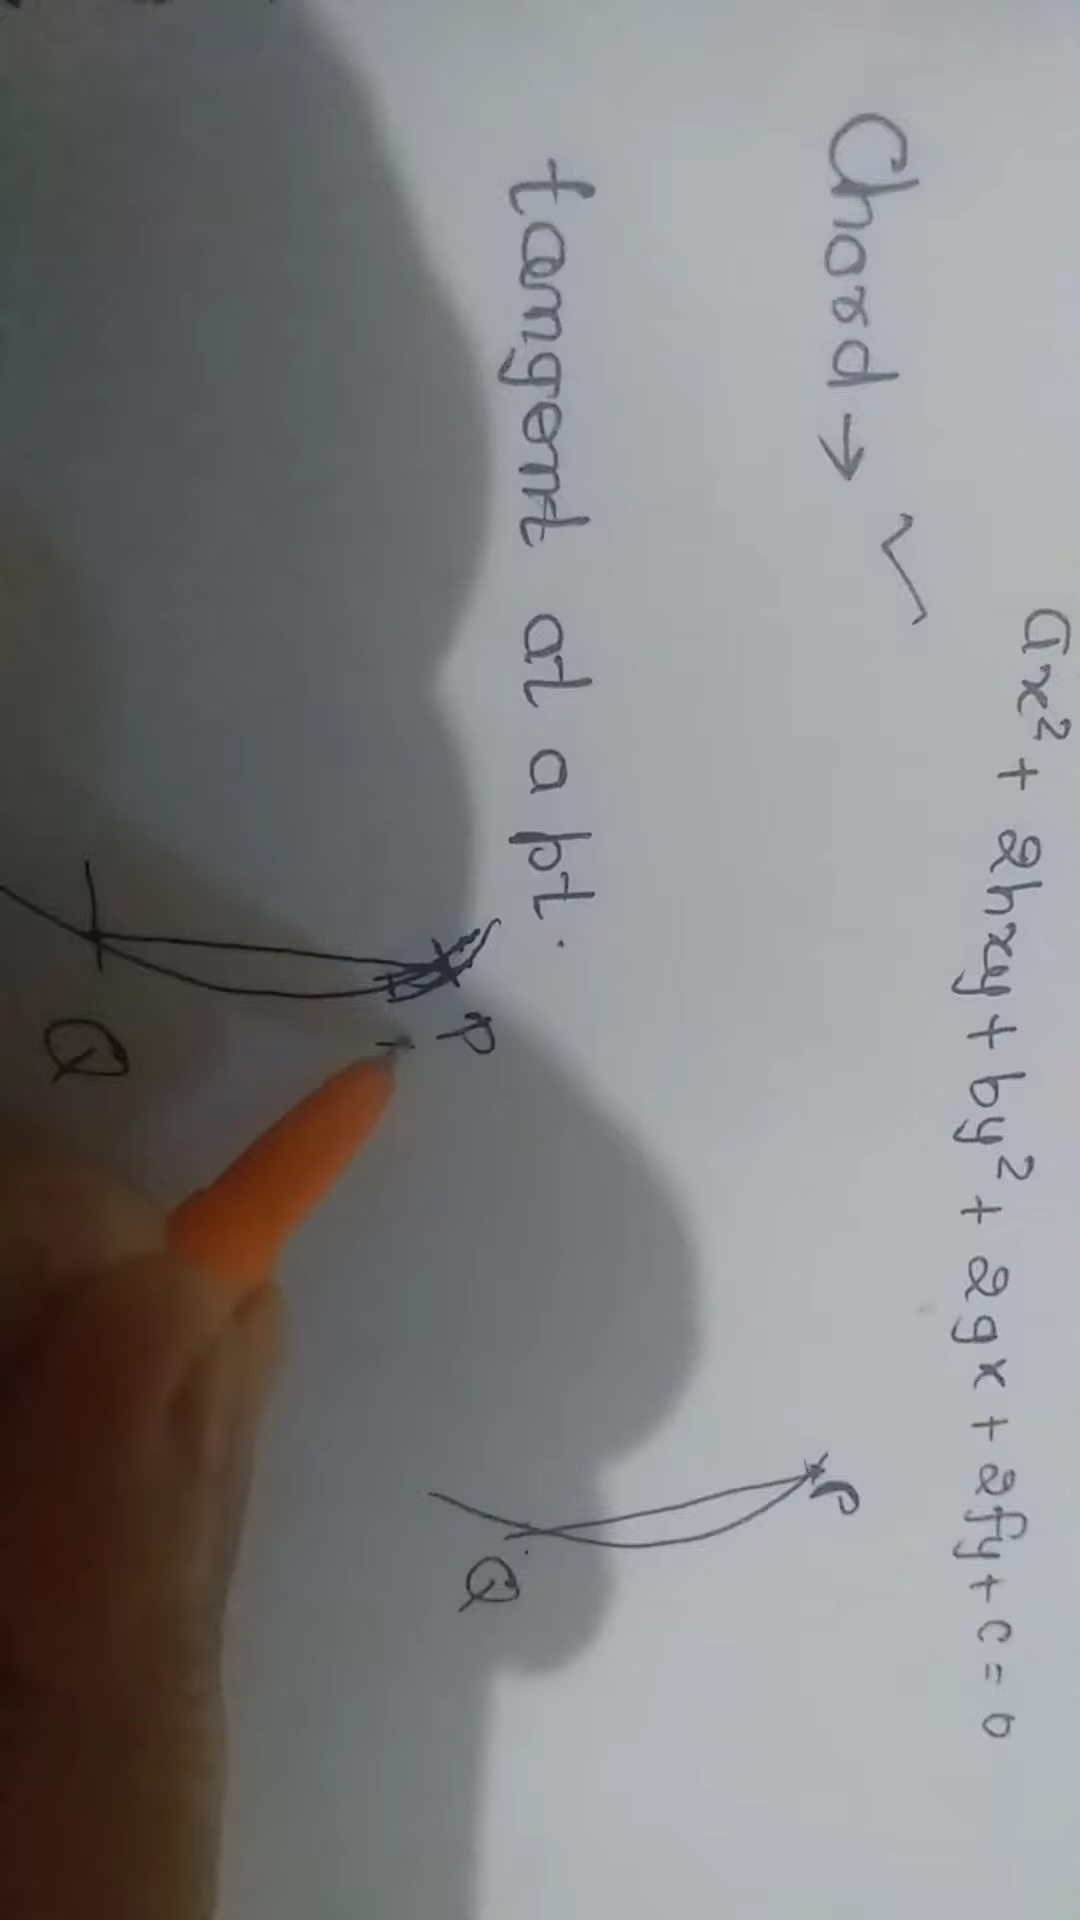 ax² + 2hxy + by² + 2gx + 2fy + c = 0
Chord → ✓
P
Q
tangent at a pt.
P
Q